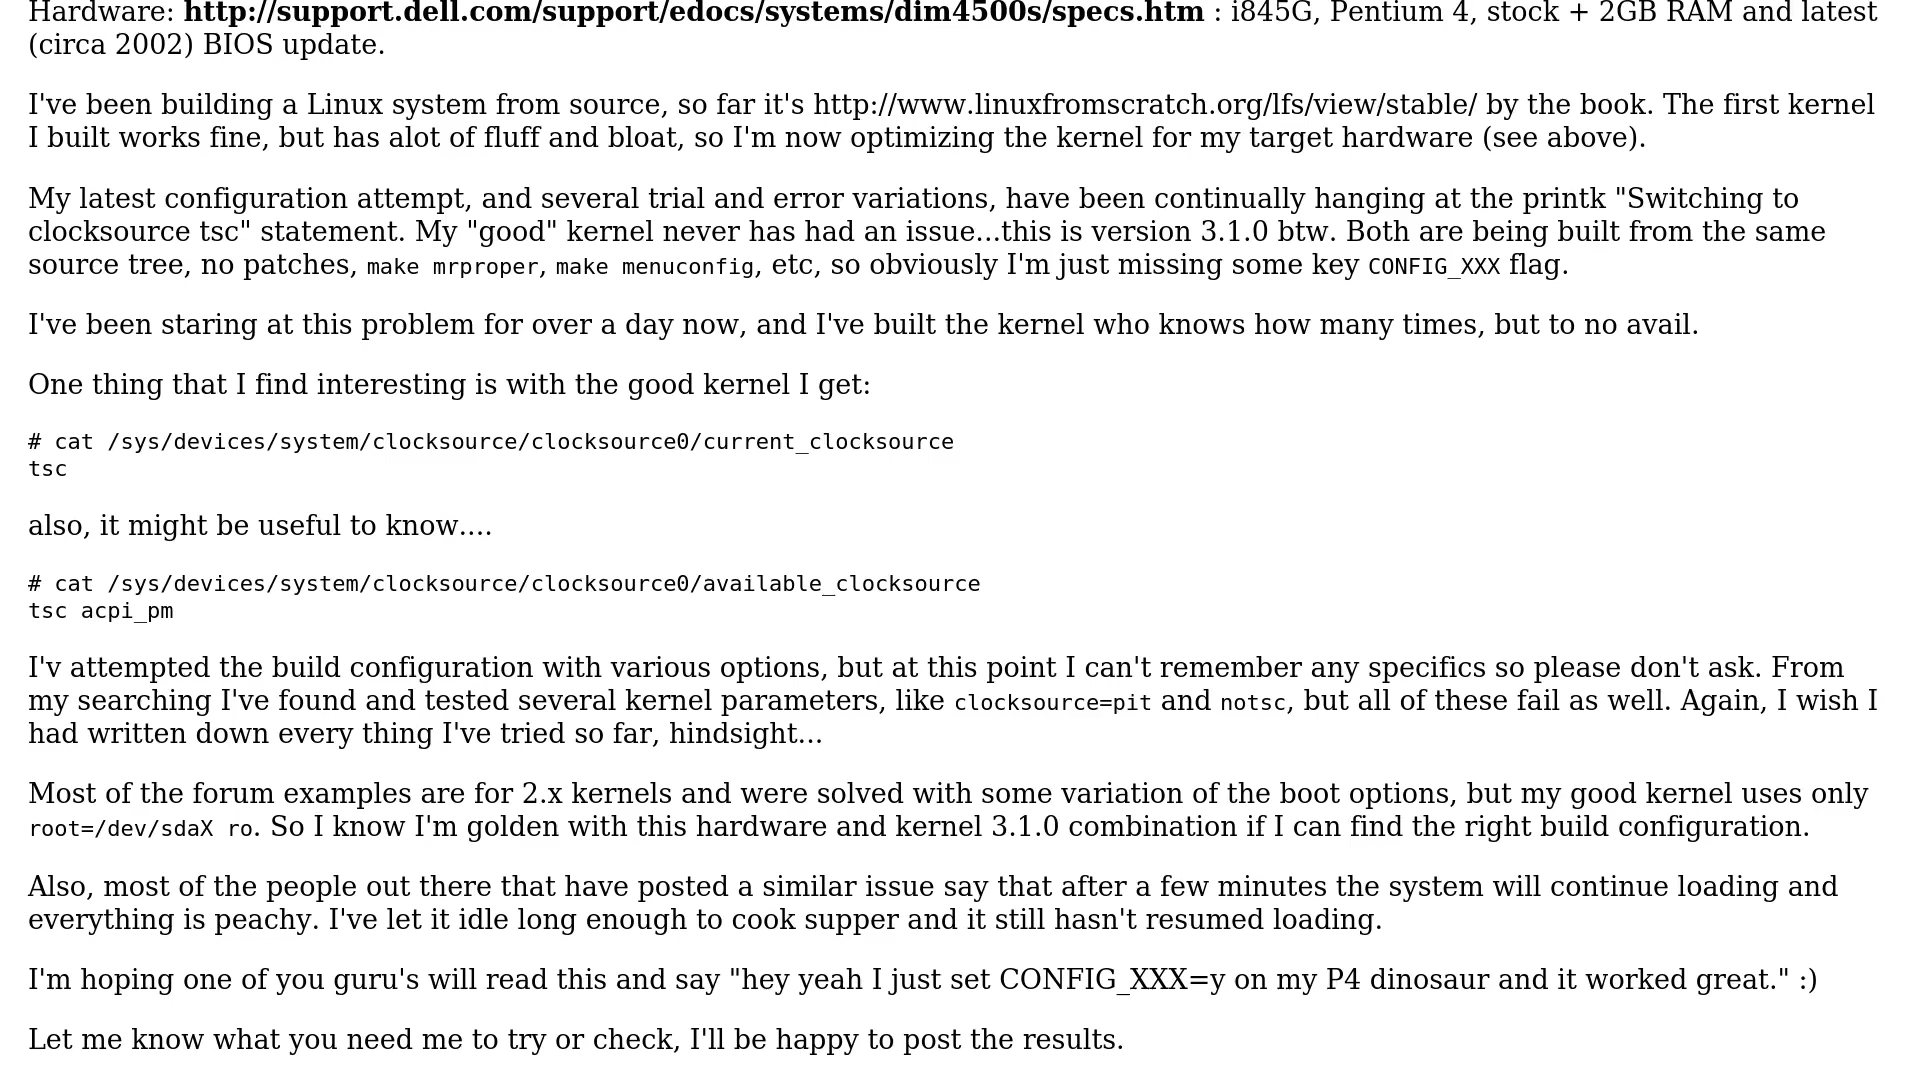 Hardware: http://support.dell.com/support/edocs/systems/dim4500s/specs.htm : i845G, Pentium 4, stock + 2GB RAM and latest
(circa 2002) BIOS update.
I've been building a Linux system from source, so far it's http://www.linuxfromscratch.org/lfs/view/stable/ by the book. The first kernel
I built works fine, but has alot of fluff and bloat, so I'm now optimizing the kernel for my target hardware (see above).
My latest configuration attempt, and several trial and error variations, have been continually hanging at the printk "Switching to
clocksource tsc" statement. My "good" kernel never has had an issue...this is version 3.1.0 btw. Both are being built from the same
source tree, no patches, make mrproper, make menuconfig, etc, so obviously I'm just missing some key CONFIG_XXX flag.
I've been staring at this problem for over a day now, and I've built the kernel who knows how many times, but to no avail.
One thing that I find interesting is with the good kernel I get:
# cat /sys/devices/system/clocksource/clocksource0/current_clocksource
tsc
also, it might be useful to know....
# cat /sys/devices/system/clocksource/clocksource0/available_clocksource
tsc acpi_pm
I'v attempted the build configuration with various options, but at this point I can't remember any specifics so please don't ask. From
my searching I've found and tested several kernel parameters, like clocksource=pit and notsc, but all of these fail as well. Again, I wish I
had written down every thing I've tried so far, hindsight...
Most of the forum examples are for 2.x kernels and were solved with some variation of the boot options, but my good kernel uses only
root=/dev/sdaX ro. So I know I'm golden with this hardware and kernel 3.1.0 combination if I can find the right build configuration.
Also, most of the people out there that have posted a similar issue say that after a few minutes the system will continue loading and
everything is peachy. I've let it idle long enough to cook supper and it still hasn't resumed loading.
I'm hoping one of you guru's will read this and say "hey yeah I just set CONFIG_XXX=y on my P4 dinosaur and it worked great." :)
Let me know what you need me to try or check, I'll be happy to post the results.